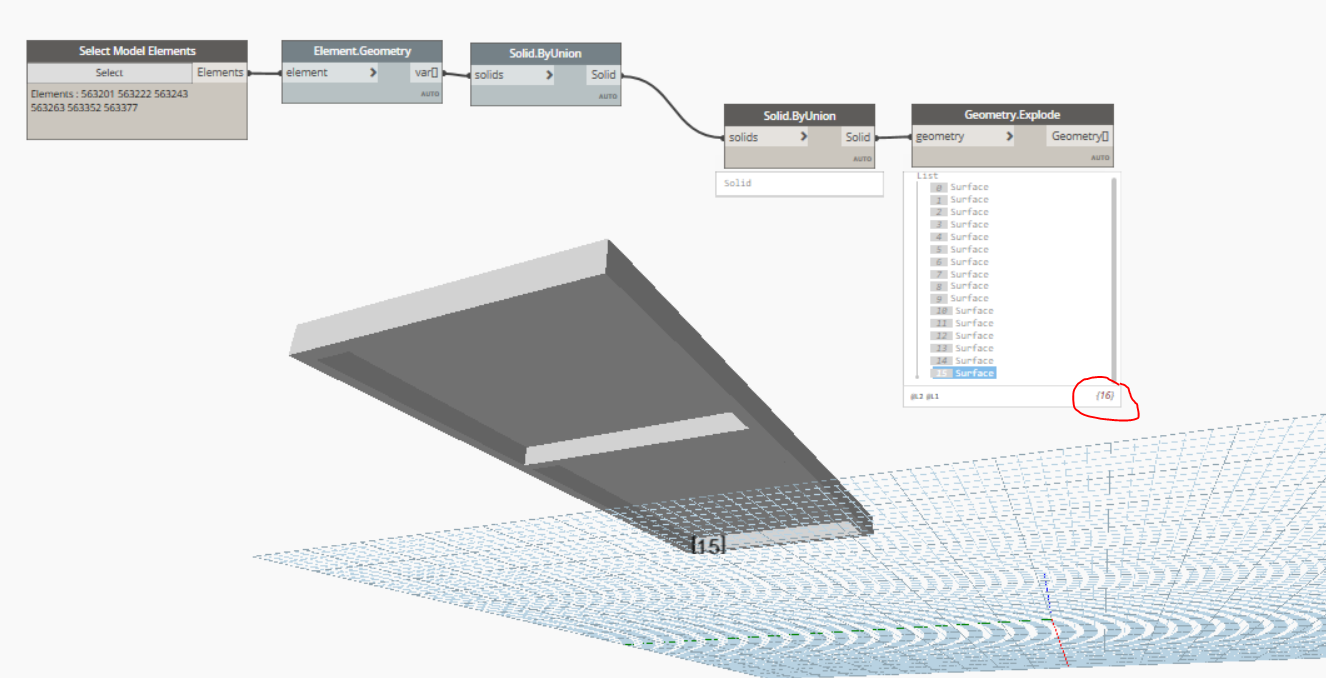 Select Model Elements
Select
Elements
Elements : 563201 563222 563243
563263 563352 563377
Element.Geometry
element > var[]
AUTO
Solid.ByUnion
solids > Solid
AUTO
Solid.ByUnion
solids > Solid
AUTO
Solid
Geometry.Explode
geometry > Geometry[]
AUTO
List
0 Surface
1 Surface
2 Surface
3 Surface
4 Surface
5 Surface
6 Surface
7 Surface
8 Surface
9 Surface
10 Surface
11 Surface
12 Surface
13 Surface
14 Surface
15 Surface
@L2 @L1
{16}
[15]